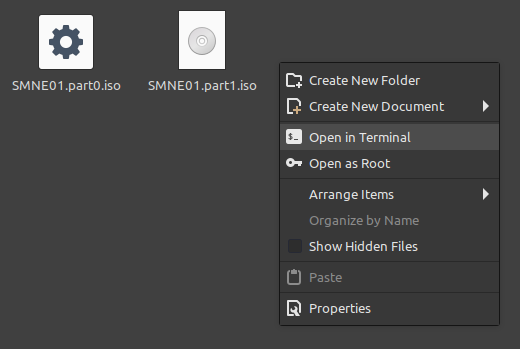 SMNE01.part0.iso
SMNE01.part1.iso
Create New Folder
Create New Document
$_
Open in Terminal
Open as Root
Arrange Items
Organize by Name
Show Hidden Files
Paste
Properties